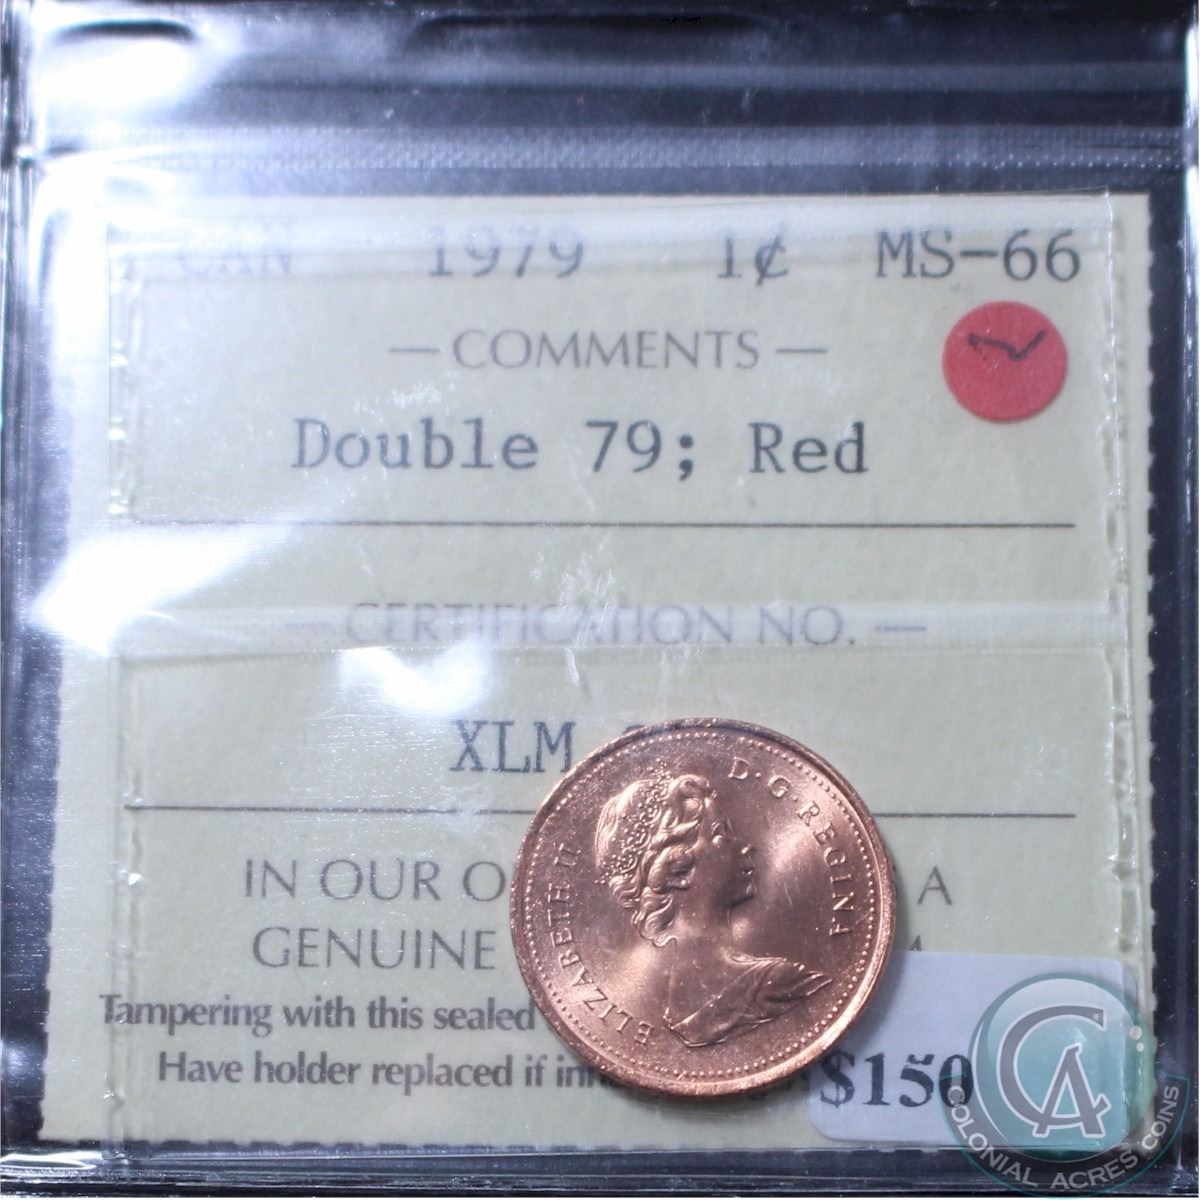 CAN 1979 1¢ MS-66
— COMMENTS —
Double 79; Red
— CERTIFICATION NO. —
XLM
IN OUR O A
GENUINE
Tampering with this sealed
Have holder replaced if
$150
ELIZABETH II D·G·REGINA
CA
COLONIAL ACRES COINS